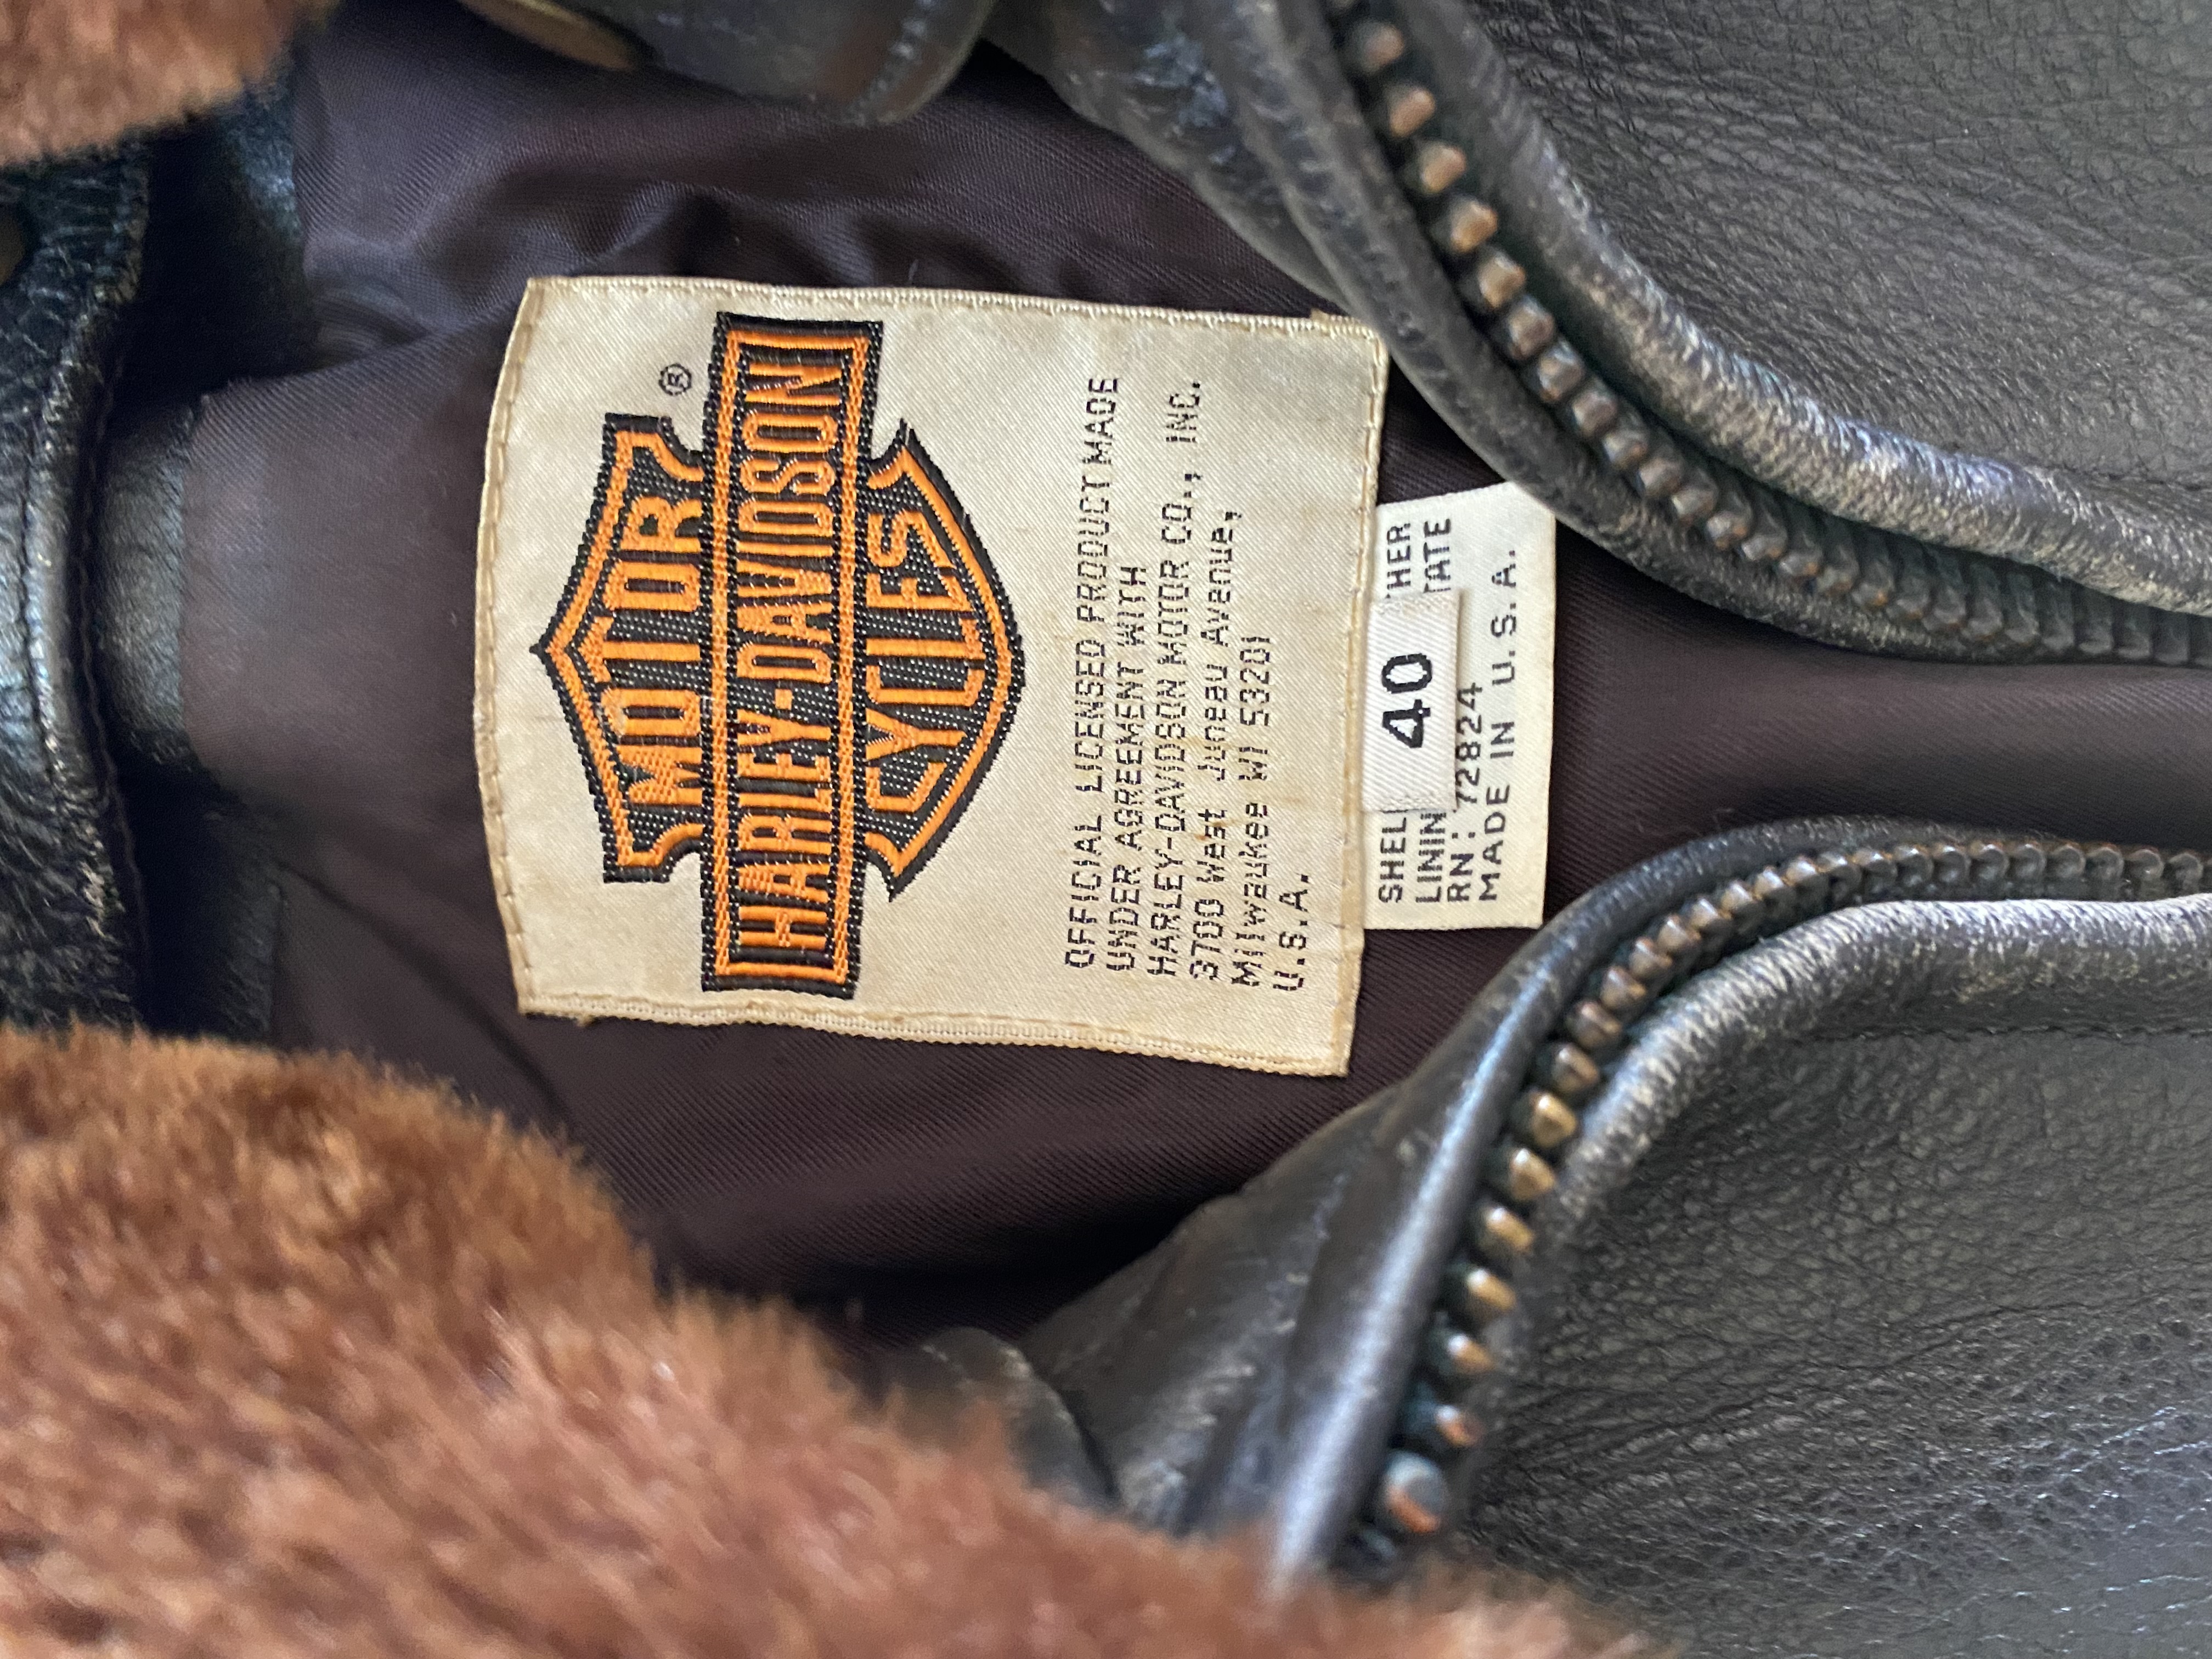 MOTOR ®
HARLEY-DAVIDSON
CYCLES
OFFICIAL LICENSED PRODUCT MADE
UNDER AGREEMENT WITH
HARLEY-DAVIDSON MOTOR CO., INC.
3700 West Juneau Avenue,
Milwaukee WI 53201
U.S.A.
40
RN: 72824
MADE IN U.S.A.